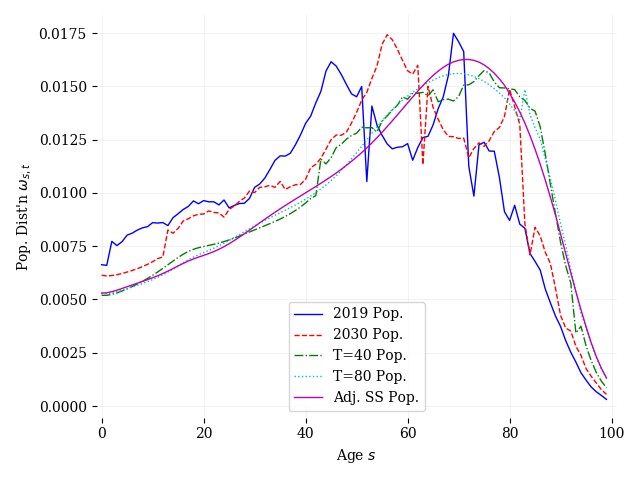 0.0175
0.0150
0.0125
0.0100
0.0075
0.0050
0.0025
0.0000
Pop. Dist'n ω_{s,t}
2019 Pop.
2030 Pop.
T=40 Pop.
T=80 Pop.
Adj. SS Pop.
0 20 40 60 80 100
Age s